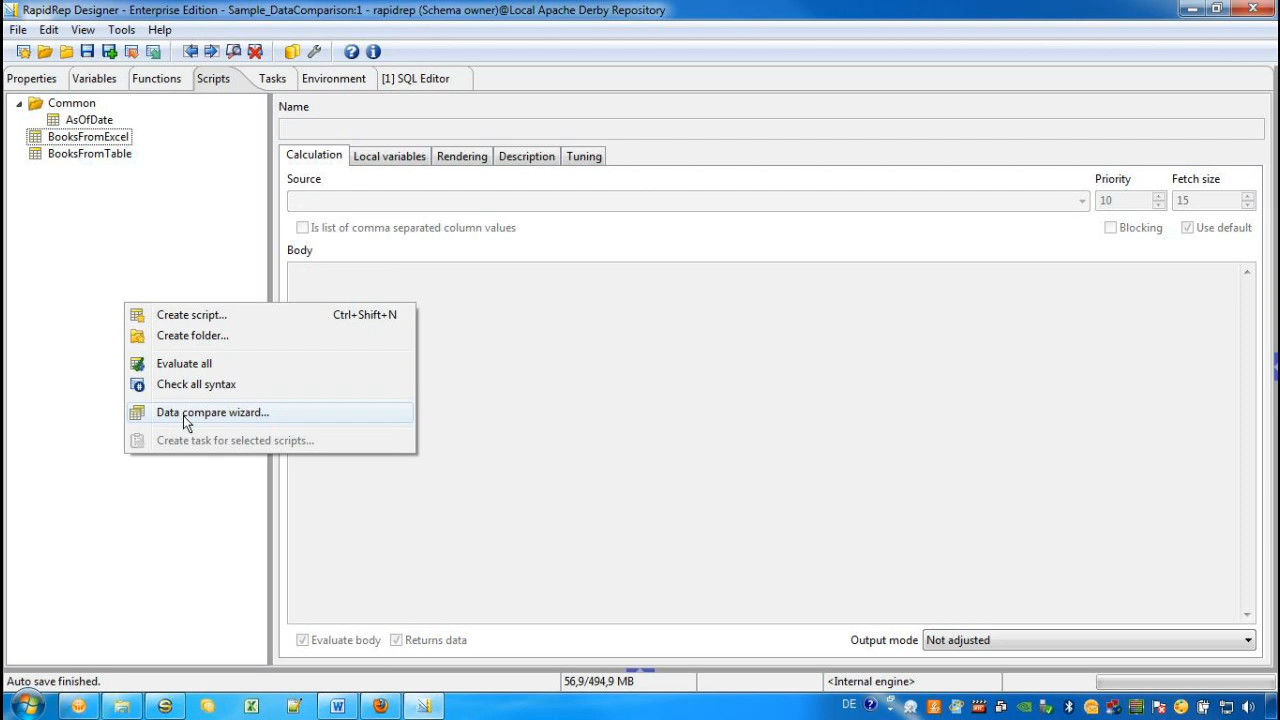 RapidRep Designer - Enterprise Edition - Sample_DataComparison:1 - rapidrep (Schema owner)@Local Apache Derby Repository
File Edit View Tools Help
Properties Variables Functions Scripts Tasks Environment [1] SQL Editor
Common
AsOfDate
BooksFromExcel
BooksFromTable
Name
Calculation Local variables Rendering Description Tuning
Source Priority Fetch size
10 15
Is list of comma separated column values Blocking Use default
Body
Create script... Ctrl+Shift+N
Create folder...
Evaluate all
Check all syntax
Data compare wizard...
Create task for selected scripts...
Evaluate body Returns data Output mode Not adjusted
Auto save finished. 56,9/494,9 MB <Internal engine>
DE